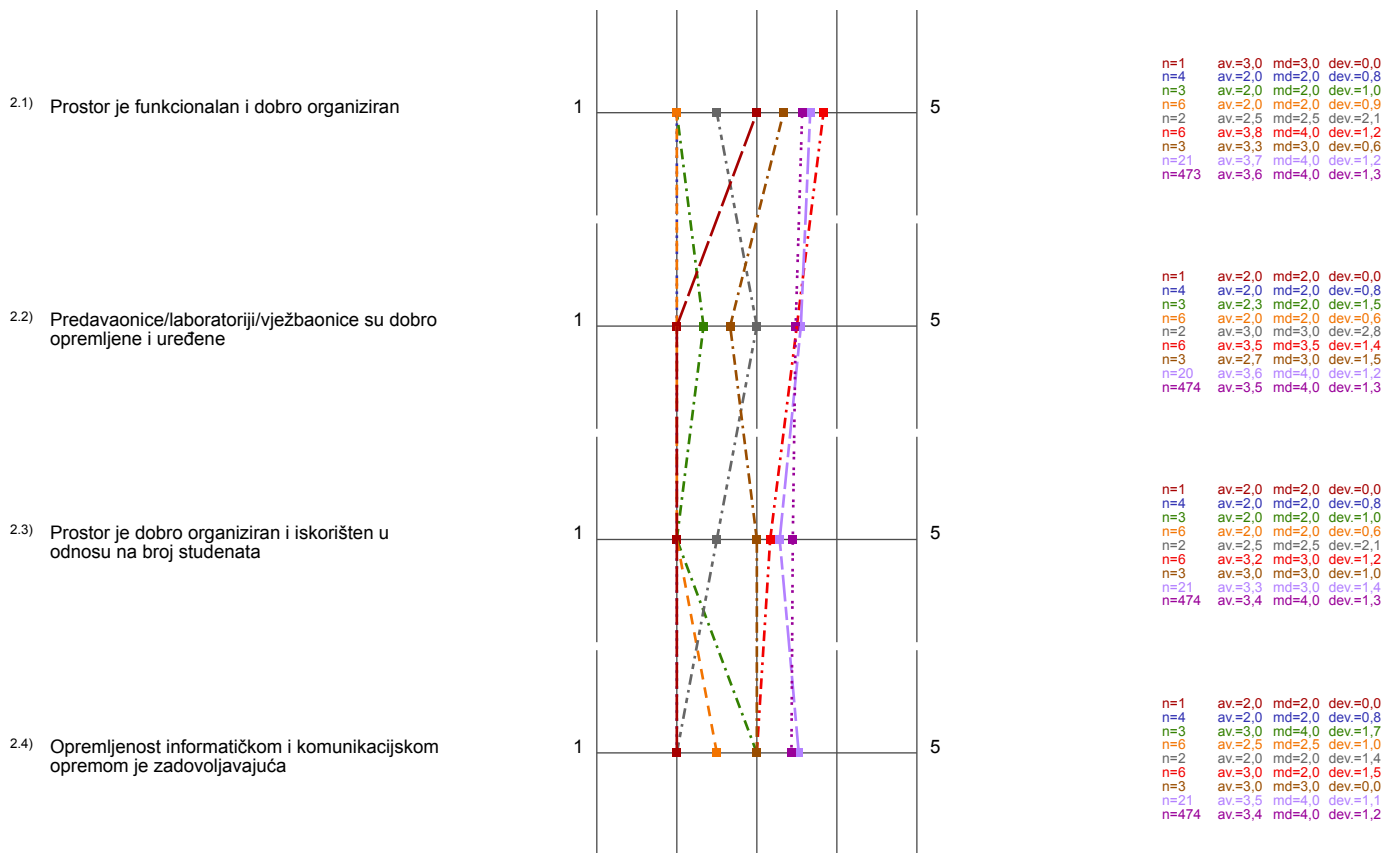 2.1) Prostor je funkcionalan i dobro organiziran
1
5
n=1 av.=3,0 md=3,0 dev.=0,0
n=4 av.=2,0 md=2,0 dev.=0,8
n=3 av.=2,0 md=2,0 dev.=1,0
n=6 av.=2,0 md=2,0 dev.=0,9
n=2 av.=2,5 md=2,5 dev.=2,1
n=6 av.=3,8 md=4,0 dev.=1,2
n=3 av.=3,3 md=3,0 dev.=0,6
n=21 av.=3,7 md=4,0 dev.=1,2
n=473 av.=3,6 md=4,0 dev.=1,3
2.2) Predavaonice/laboratoriji/vježbaonice su dobro
opremljene i uređene
1
5
n=1 av.=2,0 md=2,0 dev.=0,0
n=4 av.=2,0 md=2,0 dev.=0,8
n=3 av.=2,3 md=2,0 dev.=1,5
n=6 av.=2,0 md=2,0 dev.=0,6
n=2 av.=3,0 md=3,0 dev.=2,8
n=6 av.=3,5 md=3,5 dev.=1,4
n=3 av.=2,7 md=3,0 dev.=1,5
n=20 av.=3,6 md=4,0 dev.=1,2
n=474 av.=3,5 md=4,0 dev.=1,3
2.3) Prostor je dobro organiziran i iskorišten u
odnosu na broj studenata
1
5
n=1 av.=2,0 md=2,0 dev.=0,0
n=4 av.=2,0 md=2,0 dev.=0,8
n=3 av.=2,0 md=2,0 dev.=1,0
n=6 av.=2,0 md=2,0 dev.=0,6
n=2 av.=2,5 md=2,5 dev.=2,1
n=6 av.=3,2 md=3,0 dev.=1,2
n=3 av.=3,0 md=3,0 dev.=1,0
n=21 av.=3,3 md=3,0 dev.=1,4
n=474 av.=3,4 md=4,0 dev.=1,3
2.4) Opremljenost informatičkom i komunikacijskom
opremom je zadovoljavajuća
1
5
n=1 av.=2,0 md=2,0 dev.=0,0
n=4 av.=2,0 md=2,0 dev.=0,8
n=3 av.=3,0 md=4,0 dev.=1,7
n=6 av.=2,5 md=2,5 dev.=1,0
n=2 av.=2,0 md=2,0 dev.=1,4
n=6 av.=3,0 md=2,0 dev.=1,5
n=3 av.=3,0 md=3,0 dev.=0,0
n=21 av.=3,5 md=4,0 dev.=1,1
n=474 av.=3,4 md=4,0 dev.=1,2